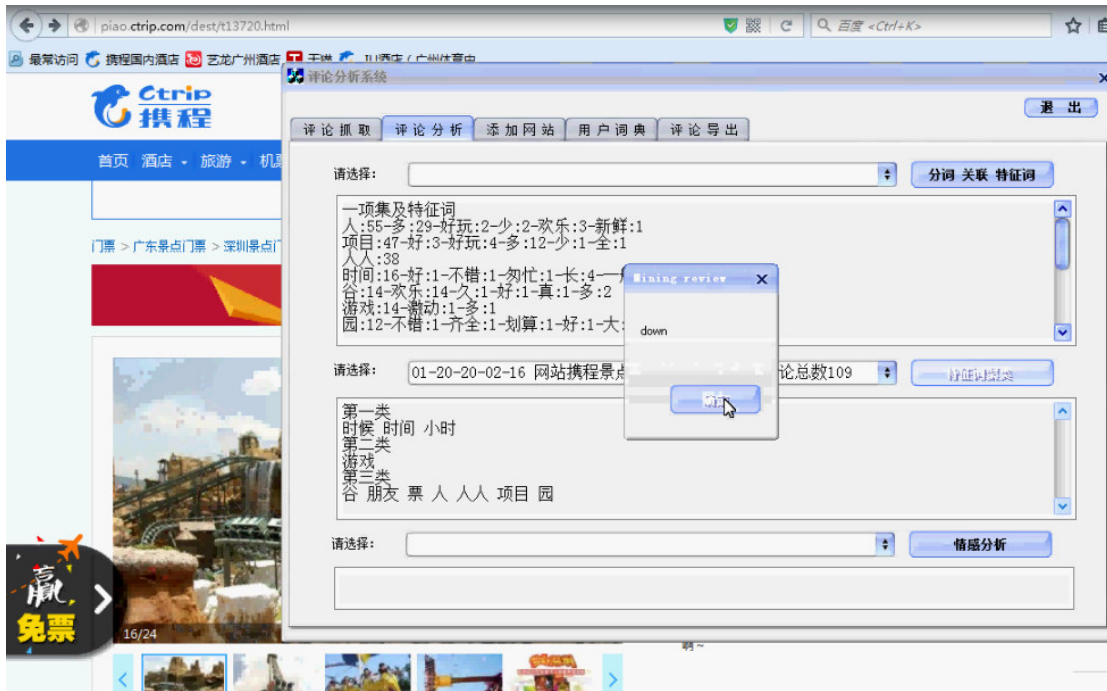 piao.ctrip.com/dest/t13720.html
百度 <Ctrl+K>
最常访问 携程国内酒店 艺龙广州酒店
评论分析系统
Ctrip
携程
退 出
评论抓取 评论分析 添加网站 用户词典 评论导出
首页 酒店 旅游
请选择:
分词 关联 特征词
一项集及特征词
人:55-多:29-好玩:2-少:2-欢乐:3-新鲜:1
项目:47-好:3-好玩:4-多:12-少:1-全:1
人人:38
时间:16-好:1-不错:1-匆忙:1-长:4-一
谷:14-欢乐:14-久:1-好:1-真:1-多:2
游戏:14-激动:1-多:1
园:12-不错:1-齐全:1-划算:1-好:1-大:
门票 > 广东景点门票 > 深圳景点
Mining review
down
请选择:
01-20-20-02-16 网站携程景点
论总数109
特征词聚类
第一类
时候 时间 小时
第二类
游戏
第三类
谷 朋友 票 人 人人 项目 园
请选择:
情感分析
赢
免票
16/24
啊~